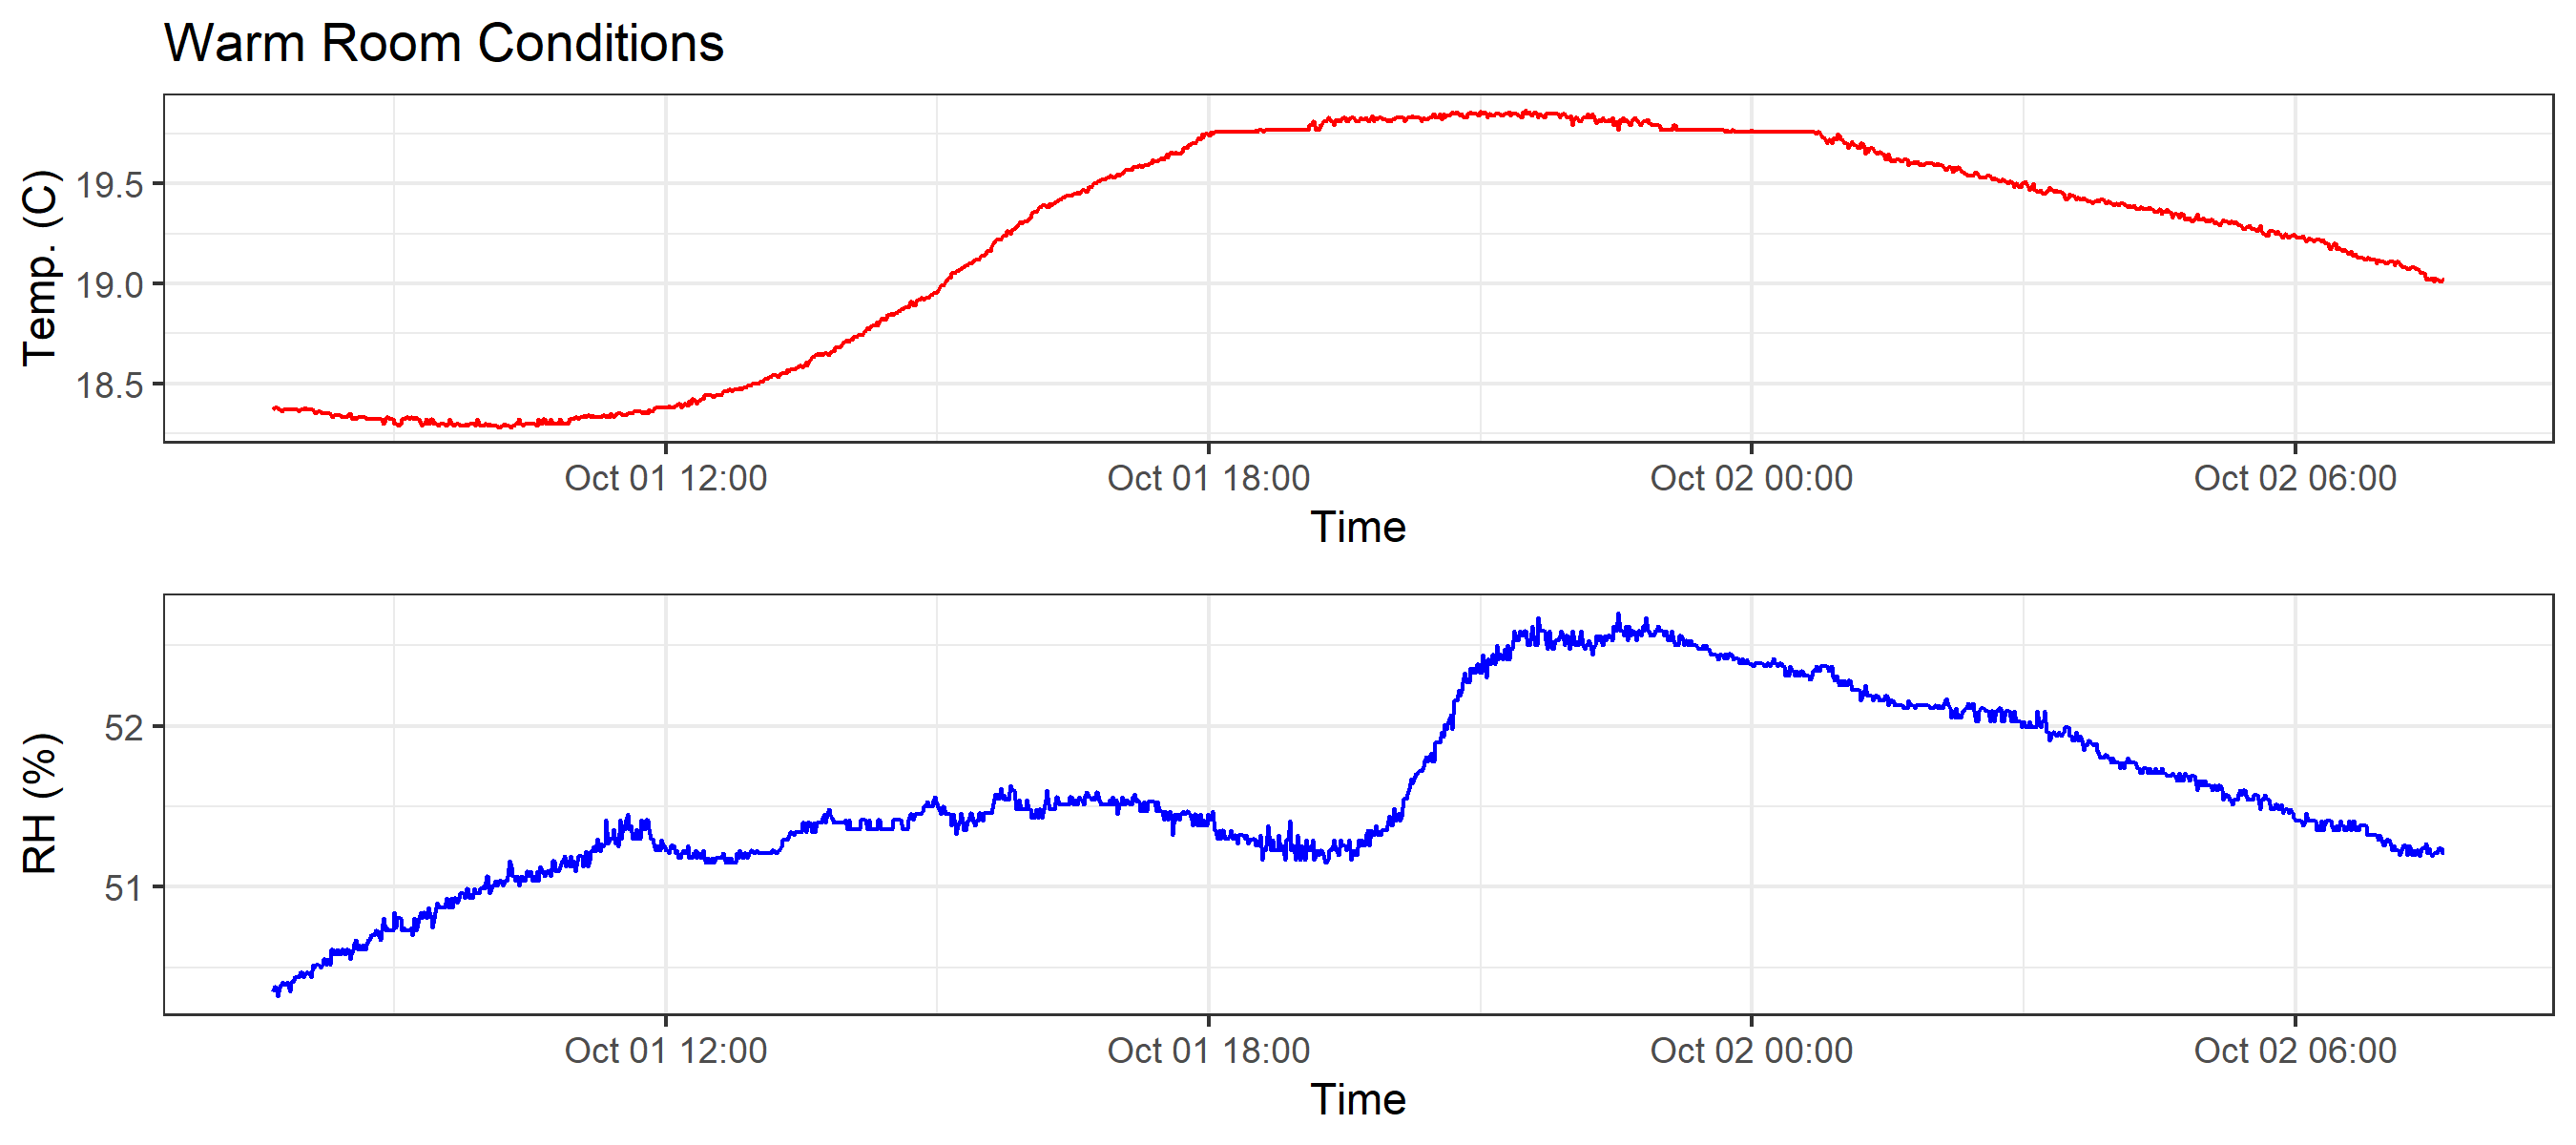 Warm Room Conditions
Temp. (C)
19.5
19.0
18.5
Oct 01 12:00 Oct 01 18:00 Oct 02 00:00 Oct 02 06:00
Time
RH (%)
52
51
Oct 01 12:00 Oct 01 18:00 Oct 02 00:00 Oct 02 06:00
Time